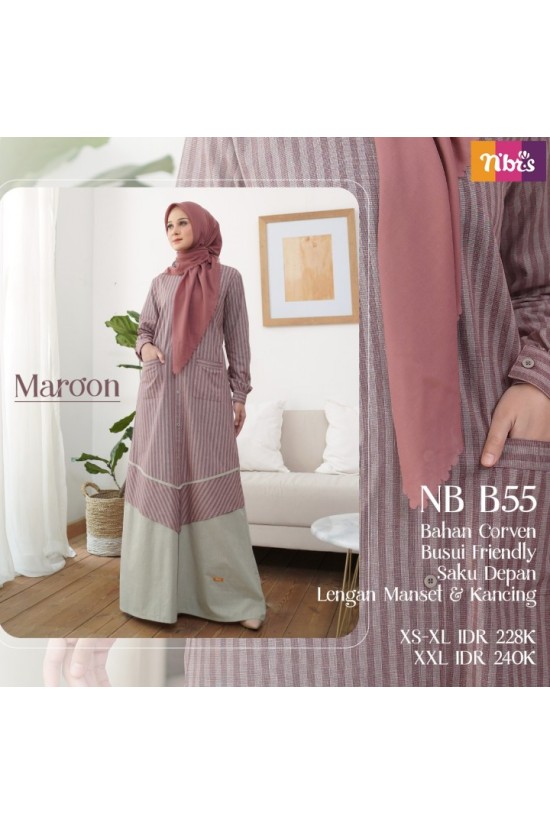 N'br's
Maroon
NB B55
Bahan Corven
Busui Friendly
Saku Depan
Lengan Manset & Kancing
XS-XL IDR 228K
XXL IDR 240K